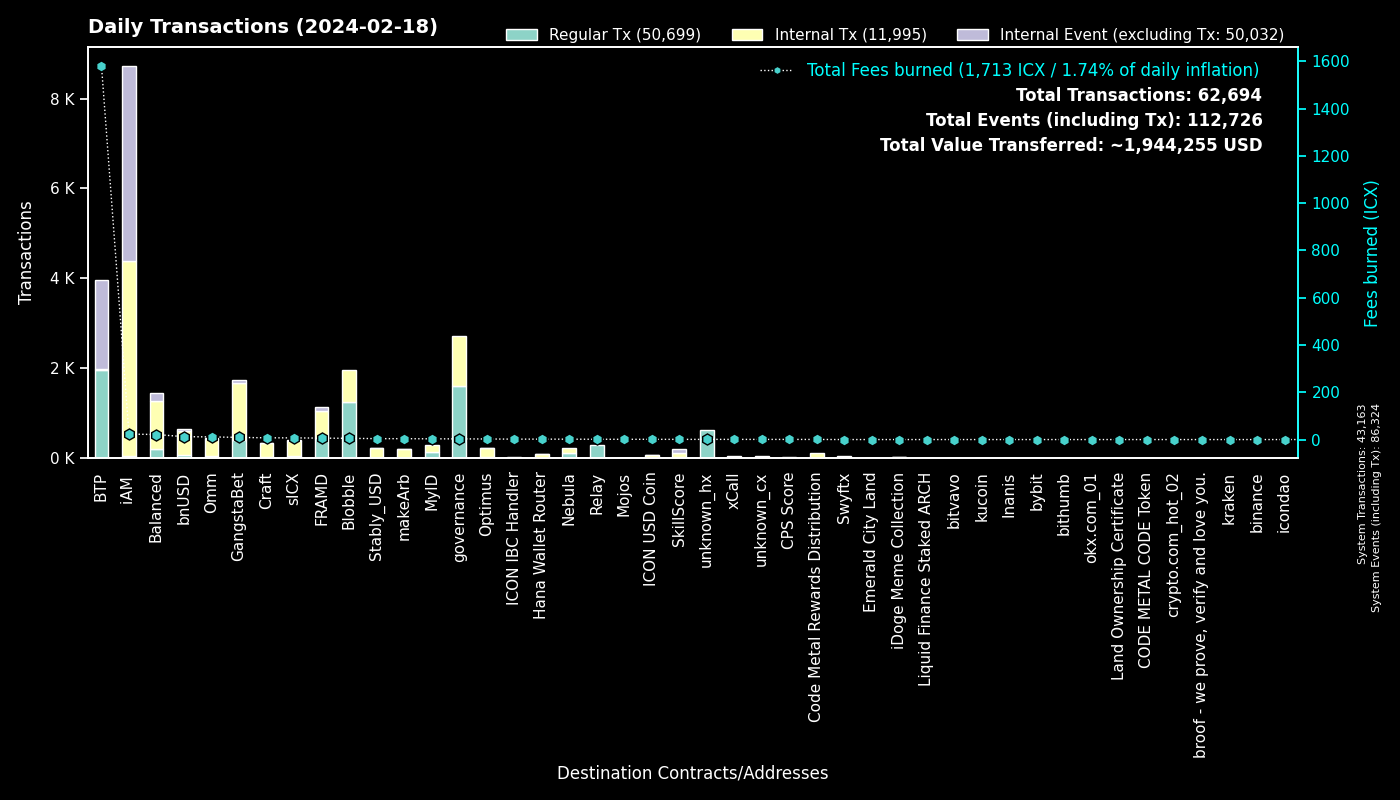 Daily Transactions (2024-02-18)
Regular Tx (50,699)
Internal Tx (11,995)
Internal Event (excluding Tx: 50,032)
Total Fees burned (1,713 ICX / 1.74% of daily inflation)
Total Transactions: 62,694
Total Events (including Tx): 112,726
Total Value Transferred: ~1,944,255 USD
Transactions
8 K
6 K
4 K
2 K
0 K
1600
1400
1200
1000
800
600
400
200
0
Fees burned (ICX)
System Transactions: 43,163
System Events (including Tx): 86,324
BTP
iAM
Balanced
bnUSD
Omm
GangstaBet
Craft
sICX
FRAMD
Blobble
Stably_USD
makeArb
MyID
governance
Optimus
ICON IBC Handler
Hana Wallet Router
Nebula
Relay
Mojos
ICON USD Coin
SkillScore
unknown_hx
xCall
unknown_cx
CPS Score
Code Metal Rewards Distribution
Swyftx
Emerald City Land
iDoge Meme Collection
Liquid Finance Staked ARCH
bitvavo
kucoin
Inanis
bybit
bithumb
okx.com_01
Land Ownership Certificate
CODE METAL CODE Token
crypto.com_hot_02
broof - we prove, verify and love you.
kraken
binance
icondao
Destination Contracts/Addresses